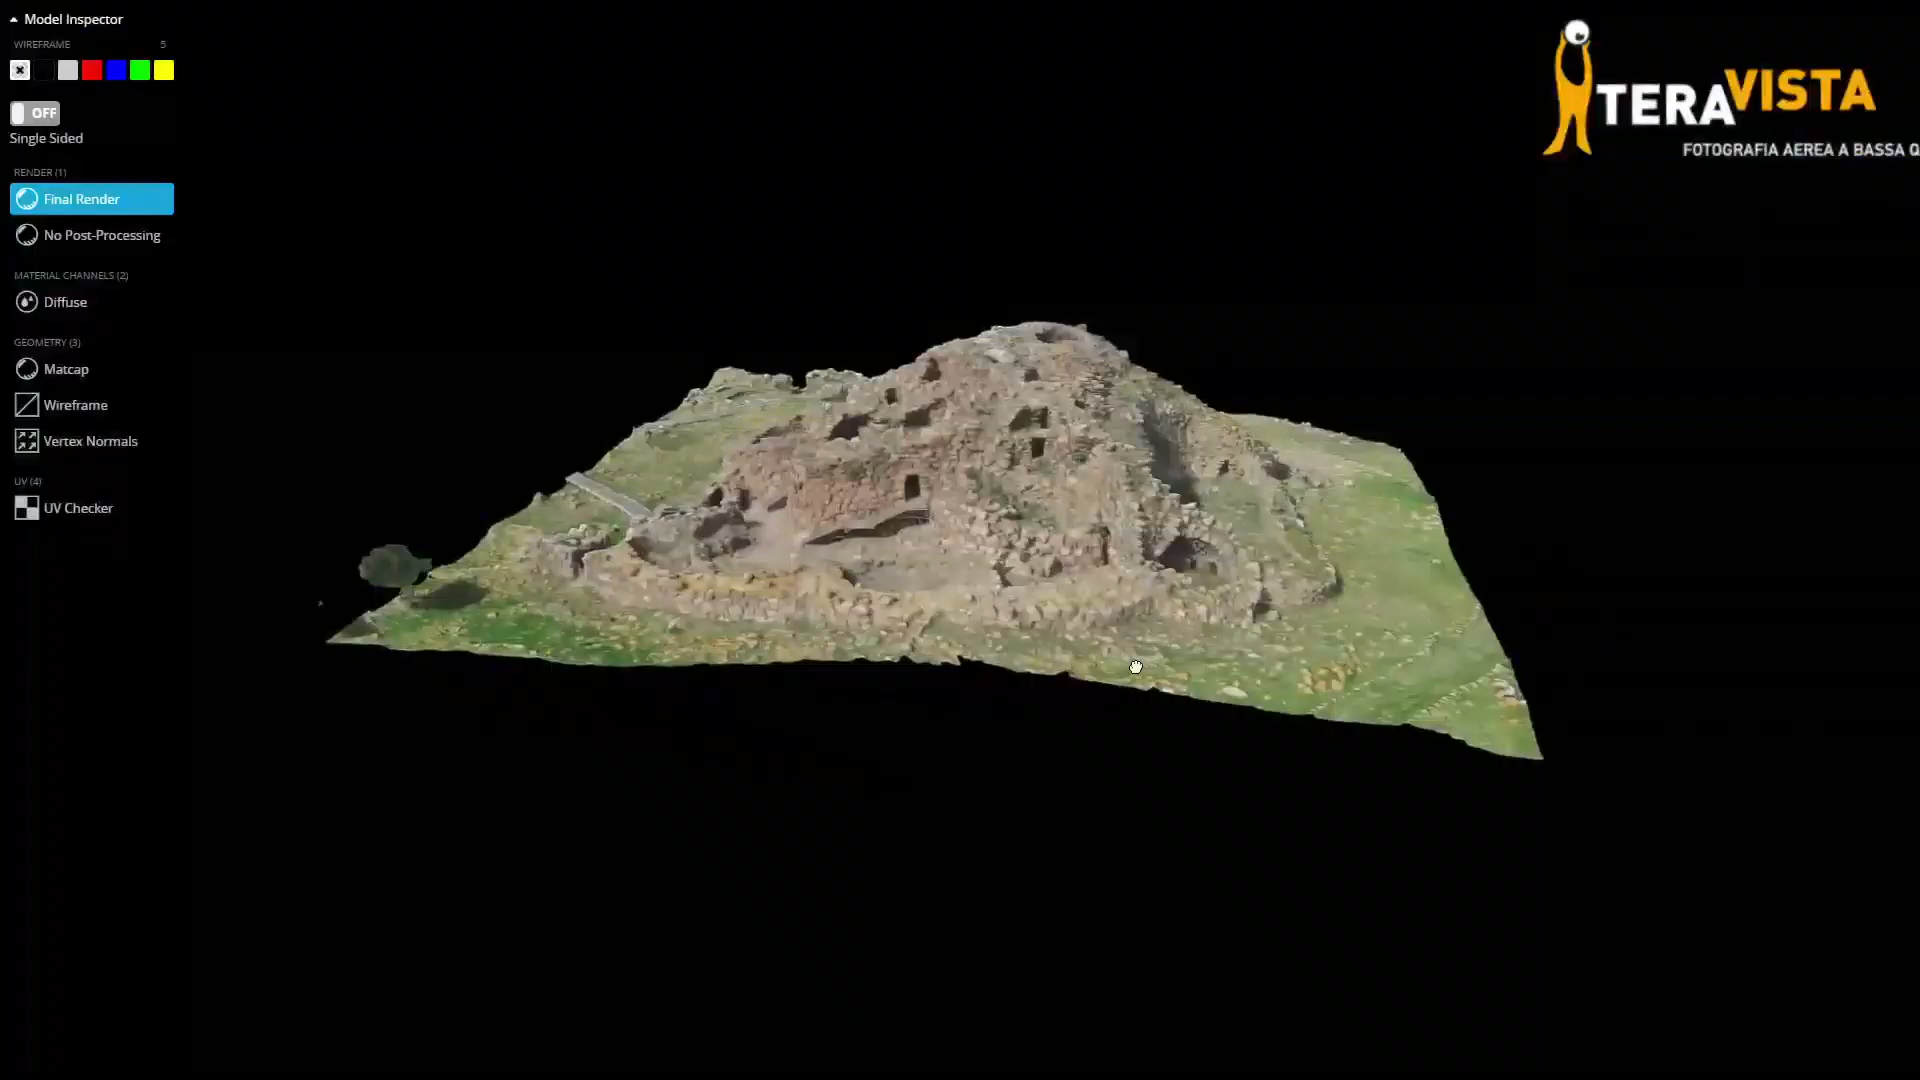 Model Inspector
WIREFRAME 5
OFF
Single Sided
RENDER (1)
Final Render
No Post-Processing
MATERIAL CHANNELS (2)
Diffuse
GEOMETRY (3)
Matcap
Wireframe
Vertex Normals
UV (4)
UV Checker
TERAVISTA
FOTOGRAFIA AEREA A BASSA Q